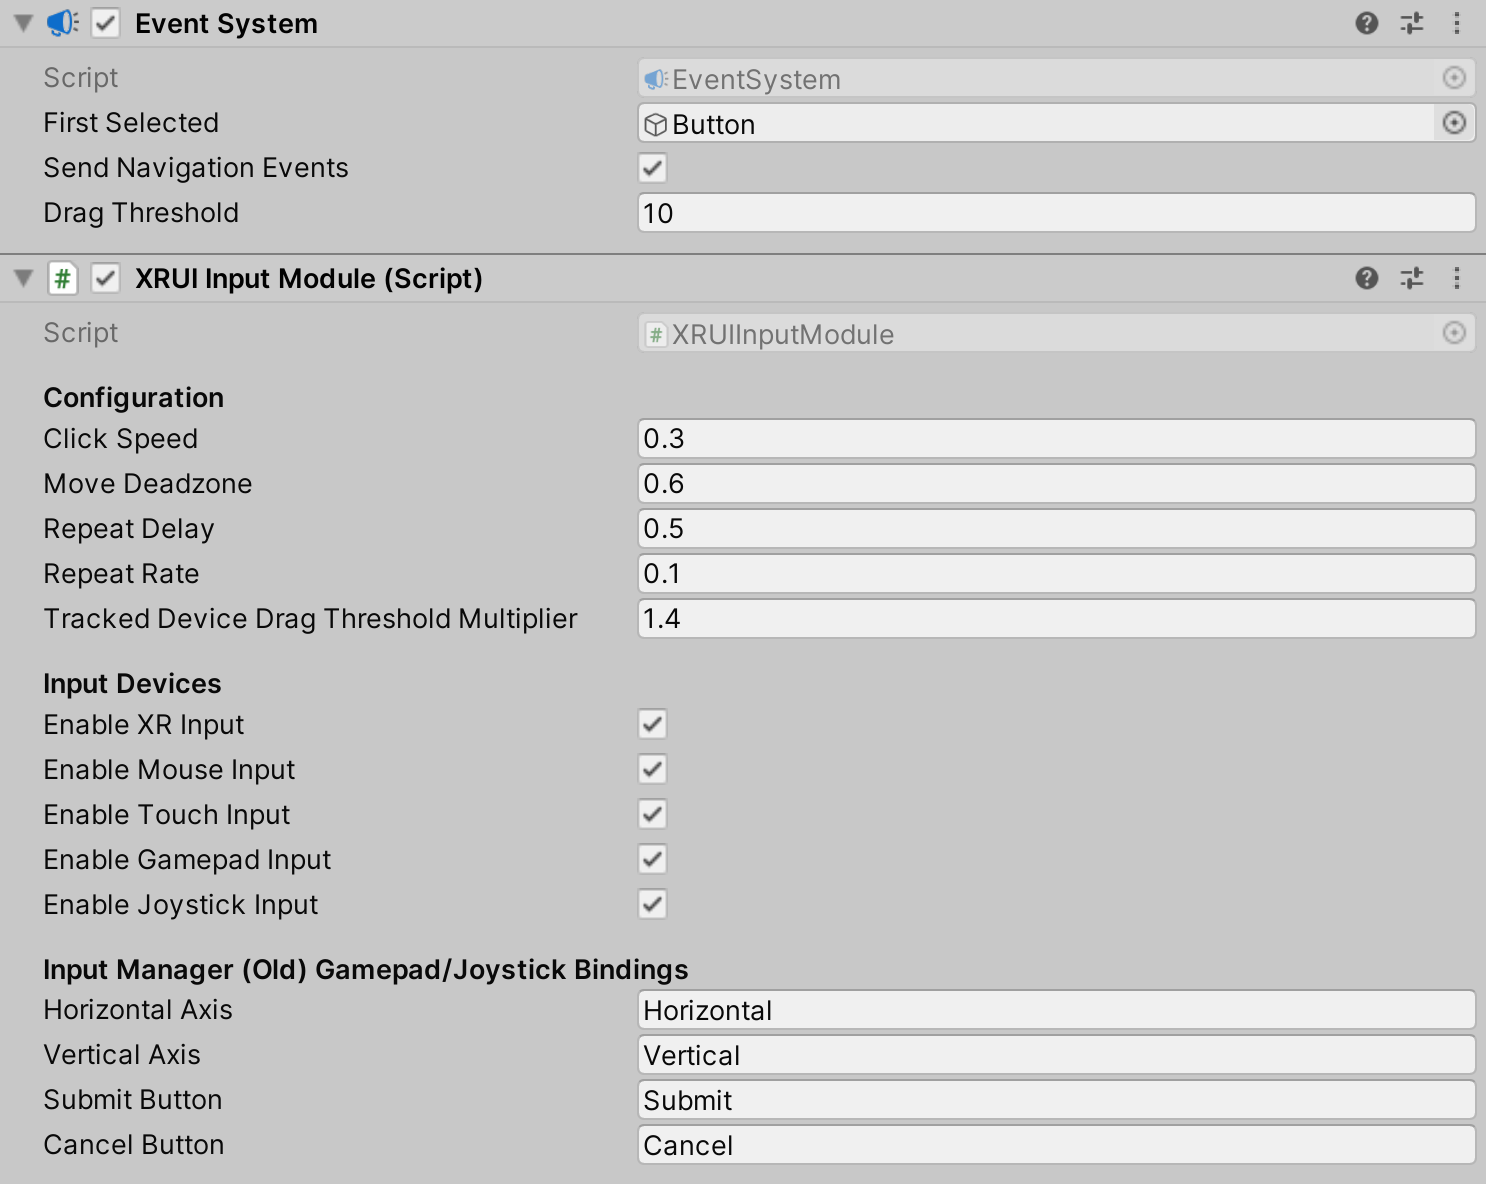 Event System
Script EventSystem
First Selected Button
Send Navigation Events
Drag Threshold 10
# XRUI Input Module (Script)
Script # XRUIInputModule
Configuration
Click Speed 0.3
Move Deadzone 0.6
Repeat Delay 0.5
Repeat Rate 0.1
Tracked Device Drag Threshold Multiplier 1.4
Input Devices
Enable XR Input
Enable Mouse Input
Enable Touch Input
Enable Gamepad Input
Enable Joystick Input
Input Manager (Old) Gamepad/Joystick Bindings
Horizontal Axis Horizontal
Vertical Axis Vertical
Submit Button Submit
Cancel Button Cancel